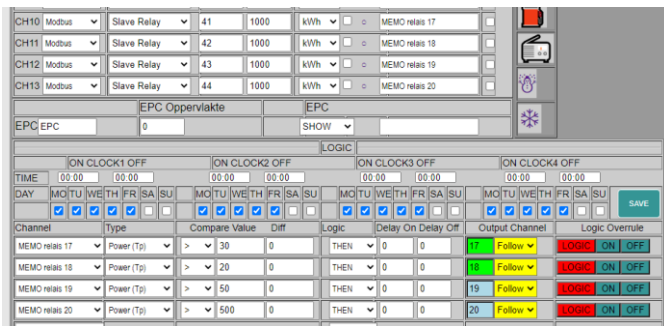 CH10 Modbus Slave Relay 41 1000 kWh MEMO relais 17
CH11 Modbus Slave Relay 42 1000 kWh MEMO relais 18
CH12 Modbus Slave Relay 43 1000 kWh MEMO relais 19
CH13 Modbus Slave Relay 44 1000 kWh MEMO relais 20
EPC Oppervlakte EPC
EPC EPC 0 SHOW
LOGIC
ON CLOCK1 OFF ON CLOCK2 OFF ON CLOCK3 OFF ON CLOCK4 OFF
TIME 00:00 00:00 00:00 00:00 00:00 00:00 00:00 00:00
DAY MO TU WE TH FR SA SU MO TU WE TH FR SA SU MO TU WE TH FR SA SU MO TU WE TH FR SA SU SAVE
Channel Type Compare Value Diff Logic Delay On Delay Off Output Channel Logic Overrule
MEMO relais 17 Power (Tp) > 30 0 THEN 0 0 17 Follow LOGIC ON OFF
MEMO relais 18 Power (Tp) > 20 0 THEN 0 0 18 Follow LOGIC ON OFF
MEMO relais 19 Power (Tp) > 50 0 THEN 0 0 19 Follow LOGIC ON OFF
MEMO relais 20 Power (Tp) > 500 0 THEN 0 0 20 Follow LOGIC ON OFF